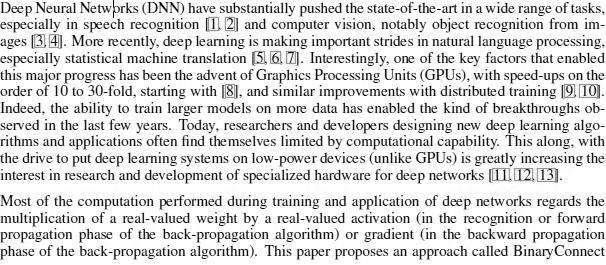 Deep Neural Networks (DNN) have substantially pushed the state-of-the-art in a wide range of tasks,
especially in speech recognition [1, 2] and computer vision, notably object recognition from im-
ages [3, 4]. More recently, deep learning is making important strides in natural language processing,
especially statistical machine translation [5, 6, 7]. Interestingly, one of the key factors that enabled
this major progress has been the advent of Graphics Processing Units (GPUs), with speed-ups on the
order of 10 to 30-fold, starting with [8], and similar improvements with distributed training [9, 10].
Indeed, the ability to train larger models on more data has enabled the kind of breakthroughs ob-
served in the last few years. Today, researchers and developers designing new deep learning algo-
rithms and applications often find themselves limited by computational capability. This along, with
the drive to put deep learning systems on low-power devices (unlike GPUs) is greatly increasing the
interest in research and development of specialized hardware for deep networks [11, 12, 13].
Most of the computation performed during training and application of deep networks regards the
multiplication of a real-valued weight by a real-valued activation (in the recognition or forward
propagation phase of the back-propagation algorithm) or gradient (in the backward propagation
phase of the back-propagation algorithm). This paper proposes an approach called BinaryConnect